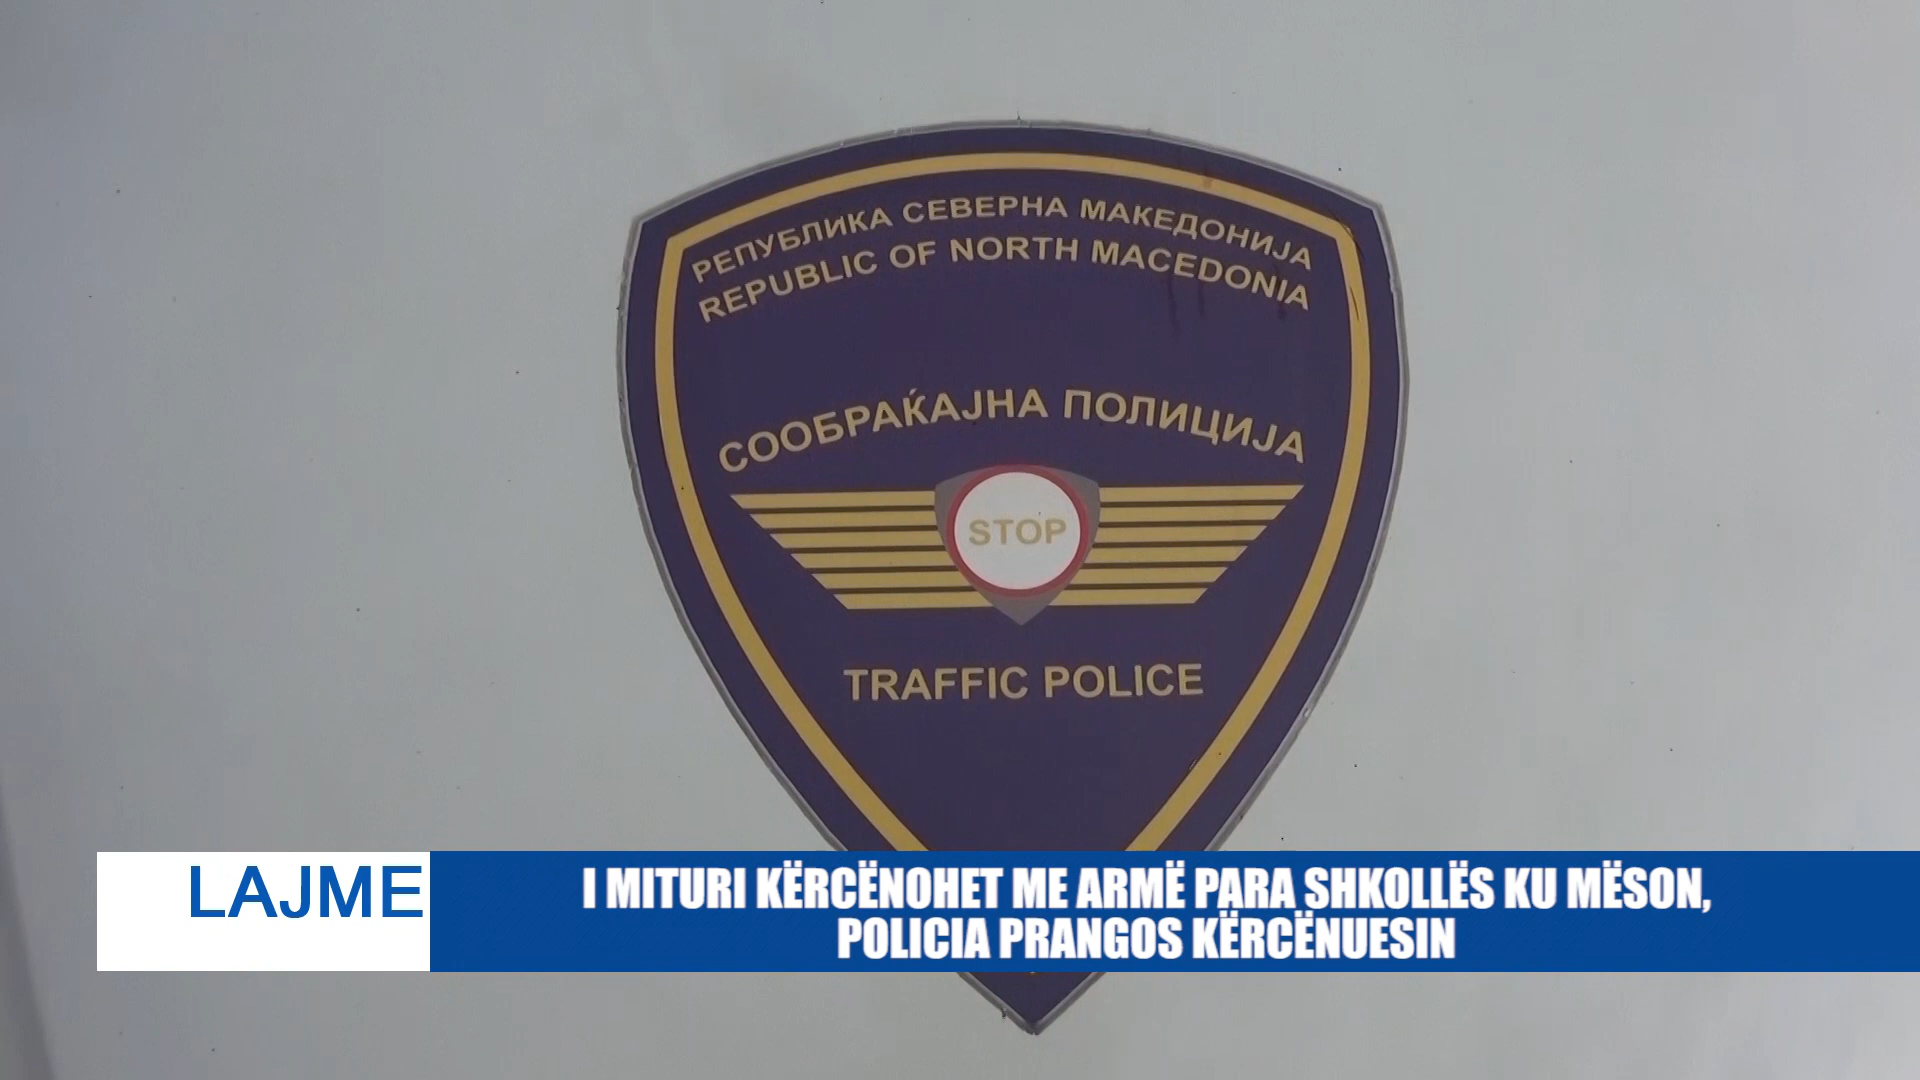 РЕПУБЛИКА СЕВЕРНА МАКЕДОНИЈА
REPUBLIC OF NORTH MACEDONIA
СООБРАЌАЈНА ПОЛИЦИЈА
STOP
TRAFFIC POLICE
LAJME
I MITURI KËRCËNOHET ME ARMË PARA SHKOLLËS KU MËSON,
POLICIA PRANGOS KËRCËNUESIN